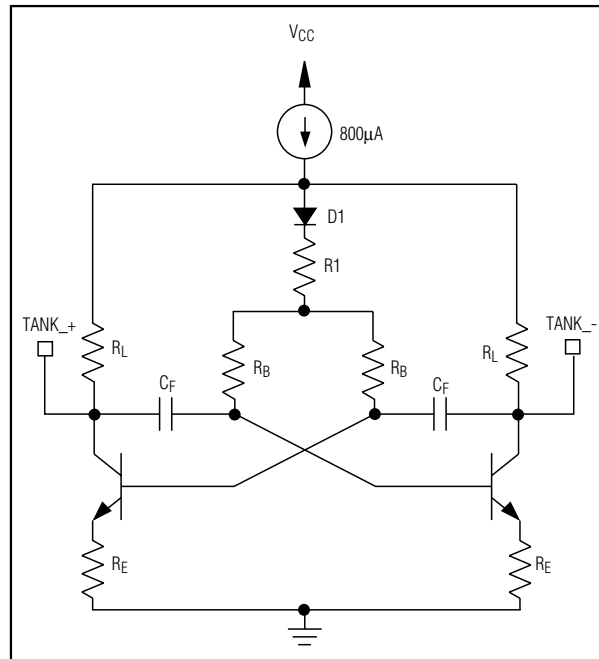 VCC
800µA
D1
R1
TANK_+
TANK_-
RL
RB
RB
RL
CF
CF
RE
RE